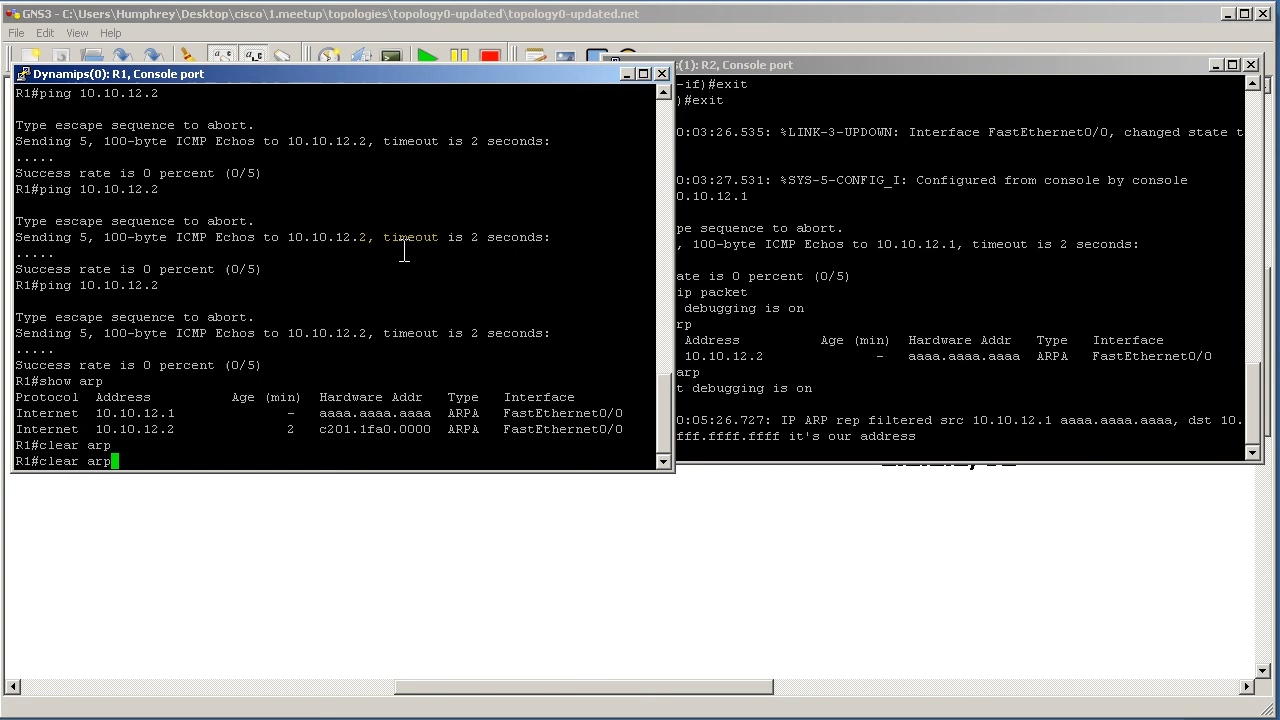 GNS3 - C:\Users\Humphrey\Desktop\cisco\1.meetup\topologies\topology0-updated\topology0-updated.net
File Edit View Help
Dynamips(0): R1, Console port
R1#ping 10.10.12.2
Type escape sequence to abort.
Sending 5, 100-byte ICMP Echos to 10.10.12.2, timeout is 2 seconds:
.....
Success rate is 0 percent (0/5)
R1#ping 10.10.12.2
Type escape sequence to abort.
Sending 5, 100-byte ICMP Echos to 10.10.12.2, timeout is 2 seconds:
.....
Success rate is 0 percent (0/5)
R1#ping 10.10.12.2
Type escape sequence to abort.
Sending 5, 100-byte ICMP Echos to 10.10.12.2, timeout is 2 seconds:
.....
Success rate is 0 percent (0/5)
R1#show arp
Protocol Address Age (min) Hardware Addr Type Interface
Internet 10.10.12.1 - aaaa.aaaa.aaaa ARPA FastEthernet0/0
Internet 10.10.12.2 2 c201.1fa0.0000 ARPA FastEthernet0/0
R1#clear arp
R1#clear arp
(1): R2, Console port
-if)#exit
)#exit
0:03:26.535: %LINK-3-UPDOWN: Interface FastEthernet0/0, changed state t
0:03:27.531: %SYS-5-CONFIG_I: Configured from console by console
0.10.12.1
pe sequence to abort.
, 100-byte ICMP Echos to 10.10.12.1, timeout is 2 seconds:
ate is 0 percent (0/5)
ip packet
debugging is on
rp
Address Age (min) Hardware Addr Type Interface
10.10.12.2 - aaaa.aaaa.aaaa ARPA FastEthernet0/0
arp
t debugging is on
0:05:26.727: IP ARP rep filtered src 10.10.12.1 aaaa.aaaa.aaaa, dst 10.
fff.ffff.ffff it's our address